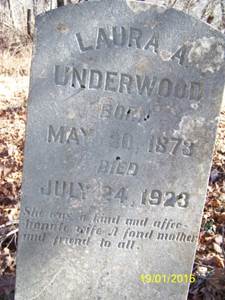 LAURA A.
UNDERWOOD
BORN
MAY 30, 1873
DIED
JULY 24, 1923
She was a kind and affec-
tionate wife A fond mother
and friend to all.
19/01/2015